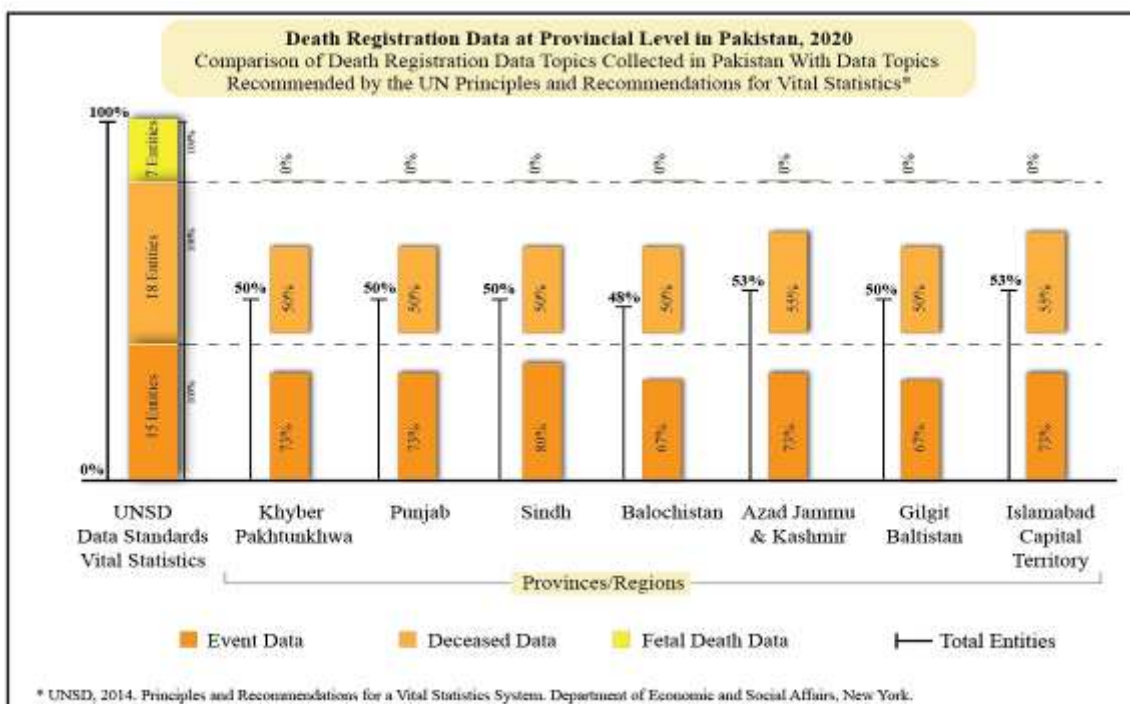 Death Registration Data at Provincial Level in Pakistan, 2020
Comparison of Death Registration Data Topics Collected in Pakistan With Data Topics
Recommended by the UN Principles and Recommendations for Vital Statistics*
100%
7 Entities
100%
0%
0%
0%
0%
0%
0%
0%
18 Entities
100%
50%
50%
50%
50%
50%
50%
48%
50%
53%
55%
50%
50%
53%
55%
15 Entities
100%
73%
73%
80%
67%
73%
67%
73%
0%
UNSD
Data Standards
Vital Statistics
Khyber
Pakhtunkhwa
Punjab
Sindh
Balochistan
Azad Jammu
& Kashmir
Gilgit
Baltistan
Islamabad
Capital
Territory
Provinces/Regions
Event Data
Deceased Data
Fetal Death Data
Total Entities
* UNSD, 2014. Principles and Recommendations for a Vital Statistics System. Department of Economic and Social Affairs, New York.